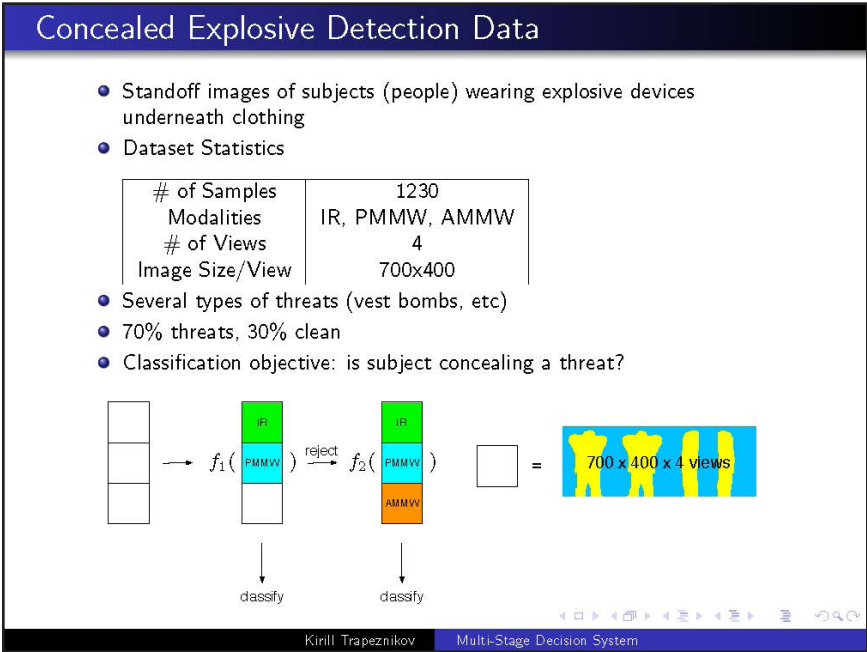 Concealed Explosive Detection Data
Standoff images of subjects (people) wearing explosive devices
underneath clothing
Dataset Statistics
# of Samples 1230
Modalities IR, PMMW, AMMW
# of Views 4
Image Size/View 700x400
Several types of threats (vest bombs, etc)
70% threats, 30% clean
Classification objective: is subject concealing a threat?
IR IR
f₁( PMMW ) reject f₂( PMMW ) = 700 x 400 x 4 views
AMMW
classify classify
Kirill Trapeznikov Multi-Stage Decision System